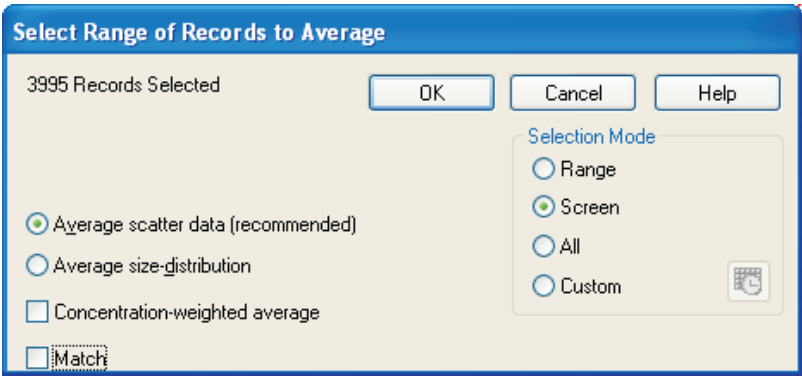 Select Range of Records to Average
3995 Records Selected
OK
Cancel
Help
Selection Mode
Range
Screen
All
Custom
Average scatter data (recommended)
Average size-distribution
Concentration-weighted average
Match